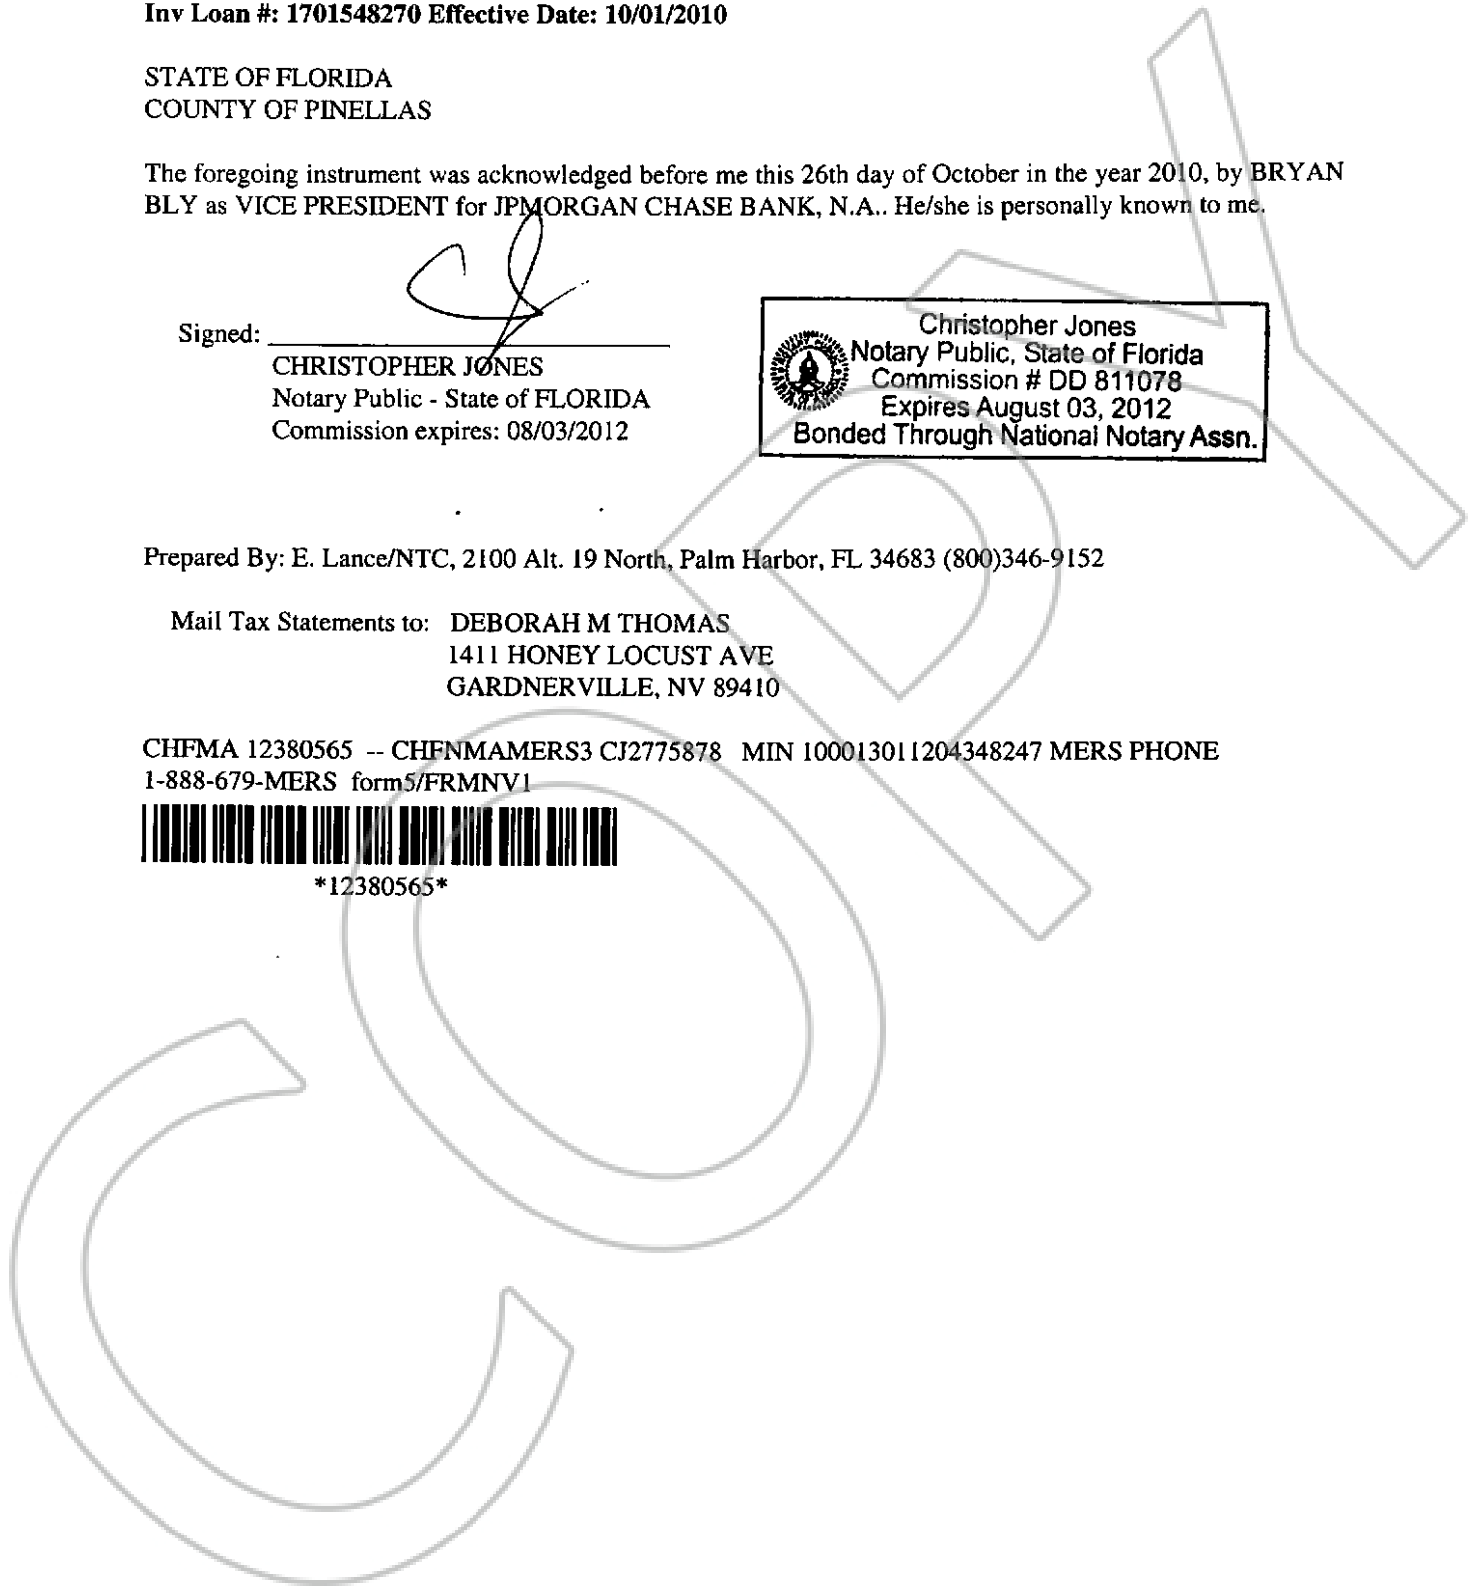 Inv Loan #: 1701548270 Effective Date: 10/01/2010
STATE OF FLORIDA
COUNTY OF PINELLAS
The foregoing instrument was acknowledged before me this 26th day of October in the year 2010, by BRYAN
BLY as VICE PRESIDENT for JPMORGAN CHASE BANK, N.A.. He/she is personally known to me.
Signed:
CHRISTOPHER JONES
Notary Public - State of FLORIDA
Commission expires: 08/03/2012
Christopher Jones
Notary Public, State of Florida
Commission # DD 811078
Expires August 03, 2012
Bonded Through National Notary Assn.
Prepared By: E. Lance/NTC, 2100 Alt. 19 North, Palm Harbor, FL 34683 (800)346-9152
Mail Tax Statements to: DEBORAH M THOMAS
1411 HONEY LOCUST AVE
GARDNERVILLE, NV 89410
CHFMA 12380565 -- CHFNMAMERS3 CJ2775878 MIN 100013011204348247 MERS PHONE
1-888-679-MERS form5/FRMNV1
*12380565*
COPY